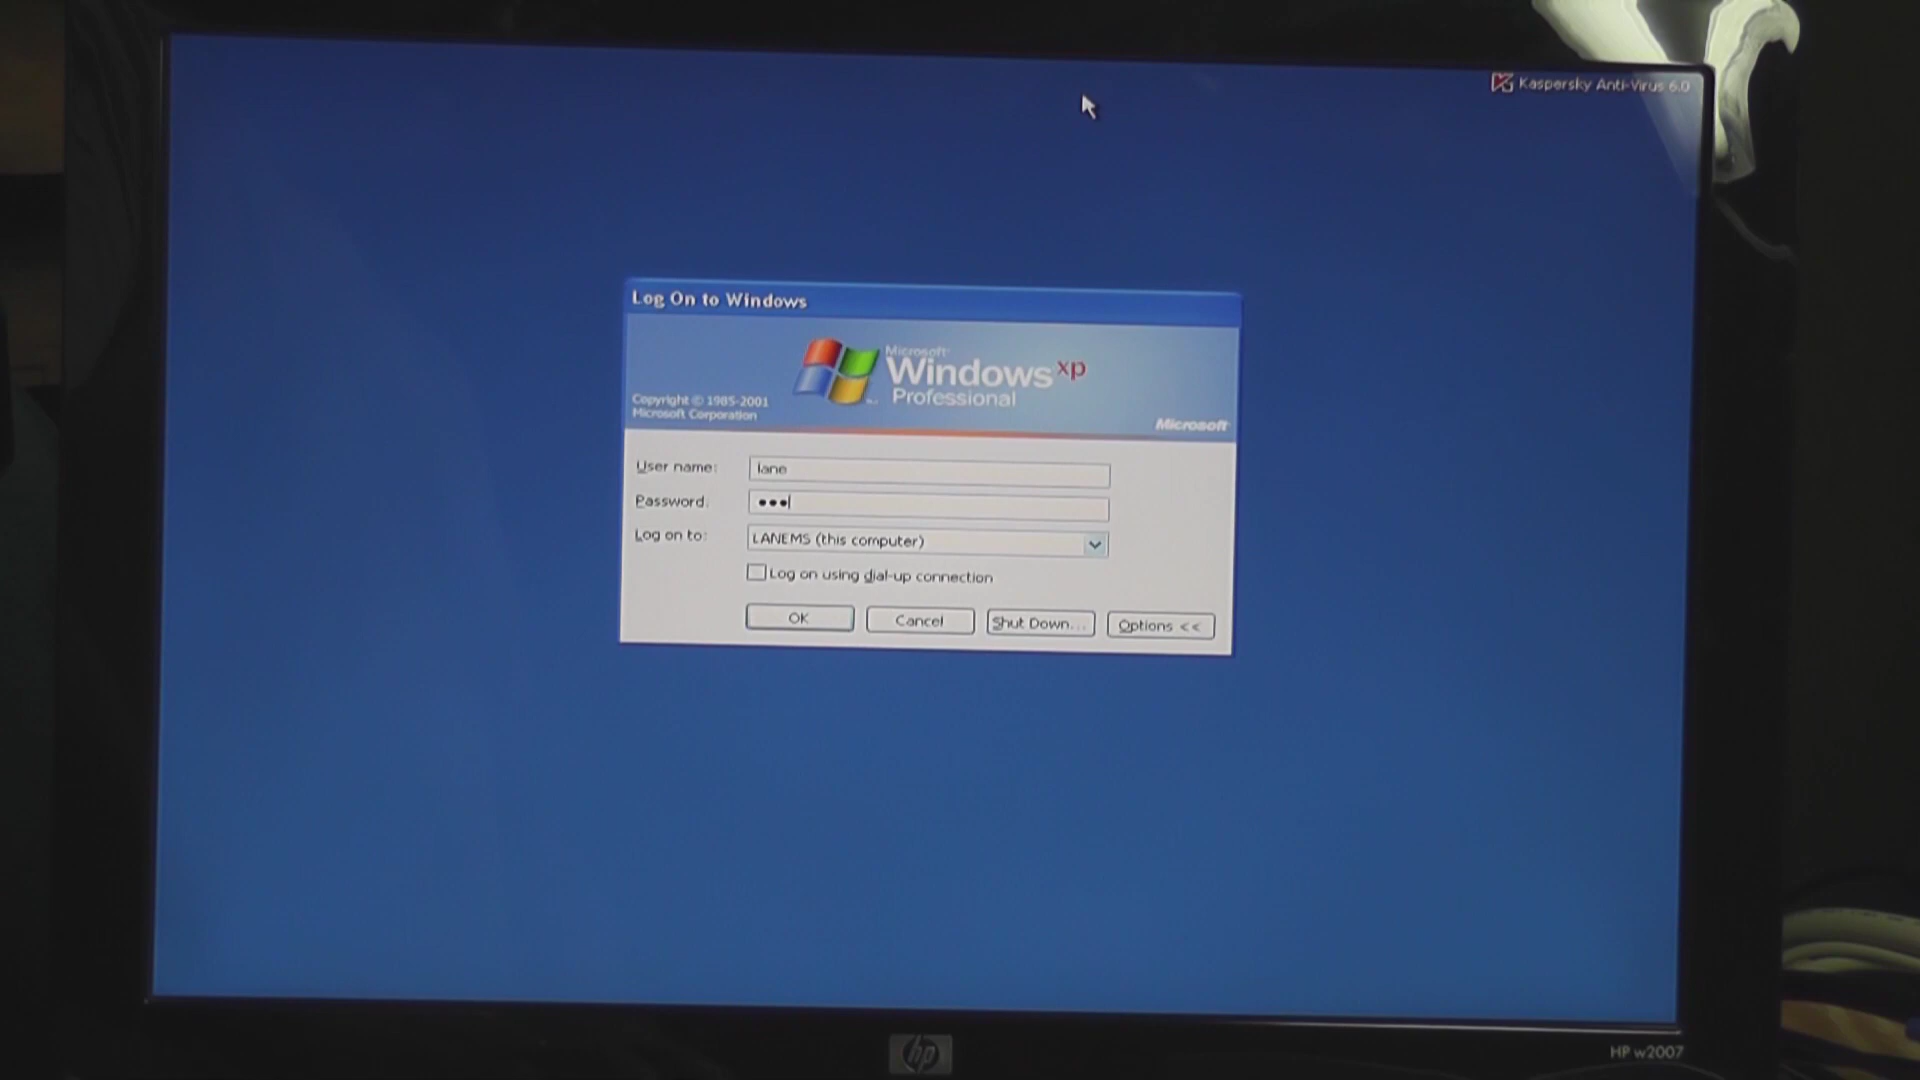 Kaspersky Anti-Virus 6.0
Log On to Windows
Microsoft
Windows xp
Professional
Copyright © 1985-2001
Microsoft Corporation
Microsoft
User name: lane
Password: •••
Log on to: LANEMS (this computer)
Log on using dial-up connection
OK Cancel Shut Down... Options <<
hp
HP w2007